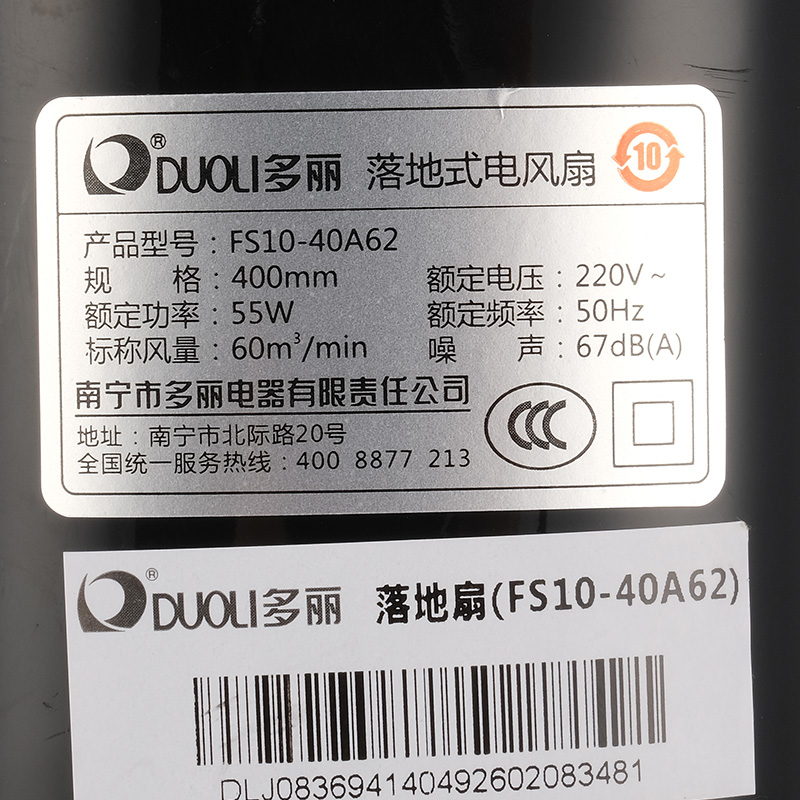 DUOLI多丽® 落地式电风扇 10
产品型号：FS10-40A62
规 格：400mm 额定电压：220V~
额定功率：55W 额定频率：50Hz
标称风量：60m³/min 噪 声：67dB(A)
南宁市多丽电器有限责任公司
CCC
地址：南宁市北际路20号
全国统一服务热线：400 8877 213
DUOLI多丽® 落地扇(FS10-40A62)
DLJ083694140492602083481